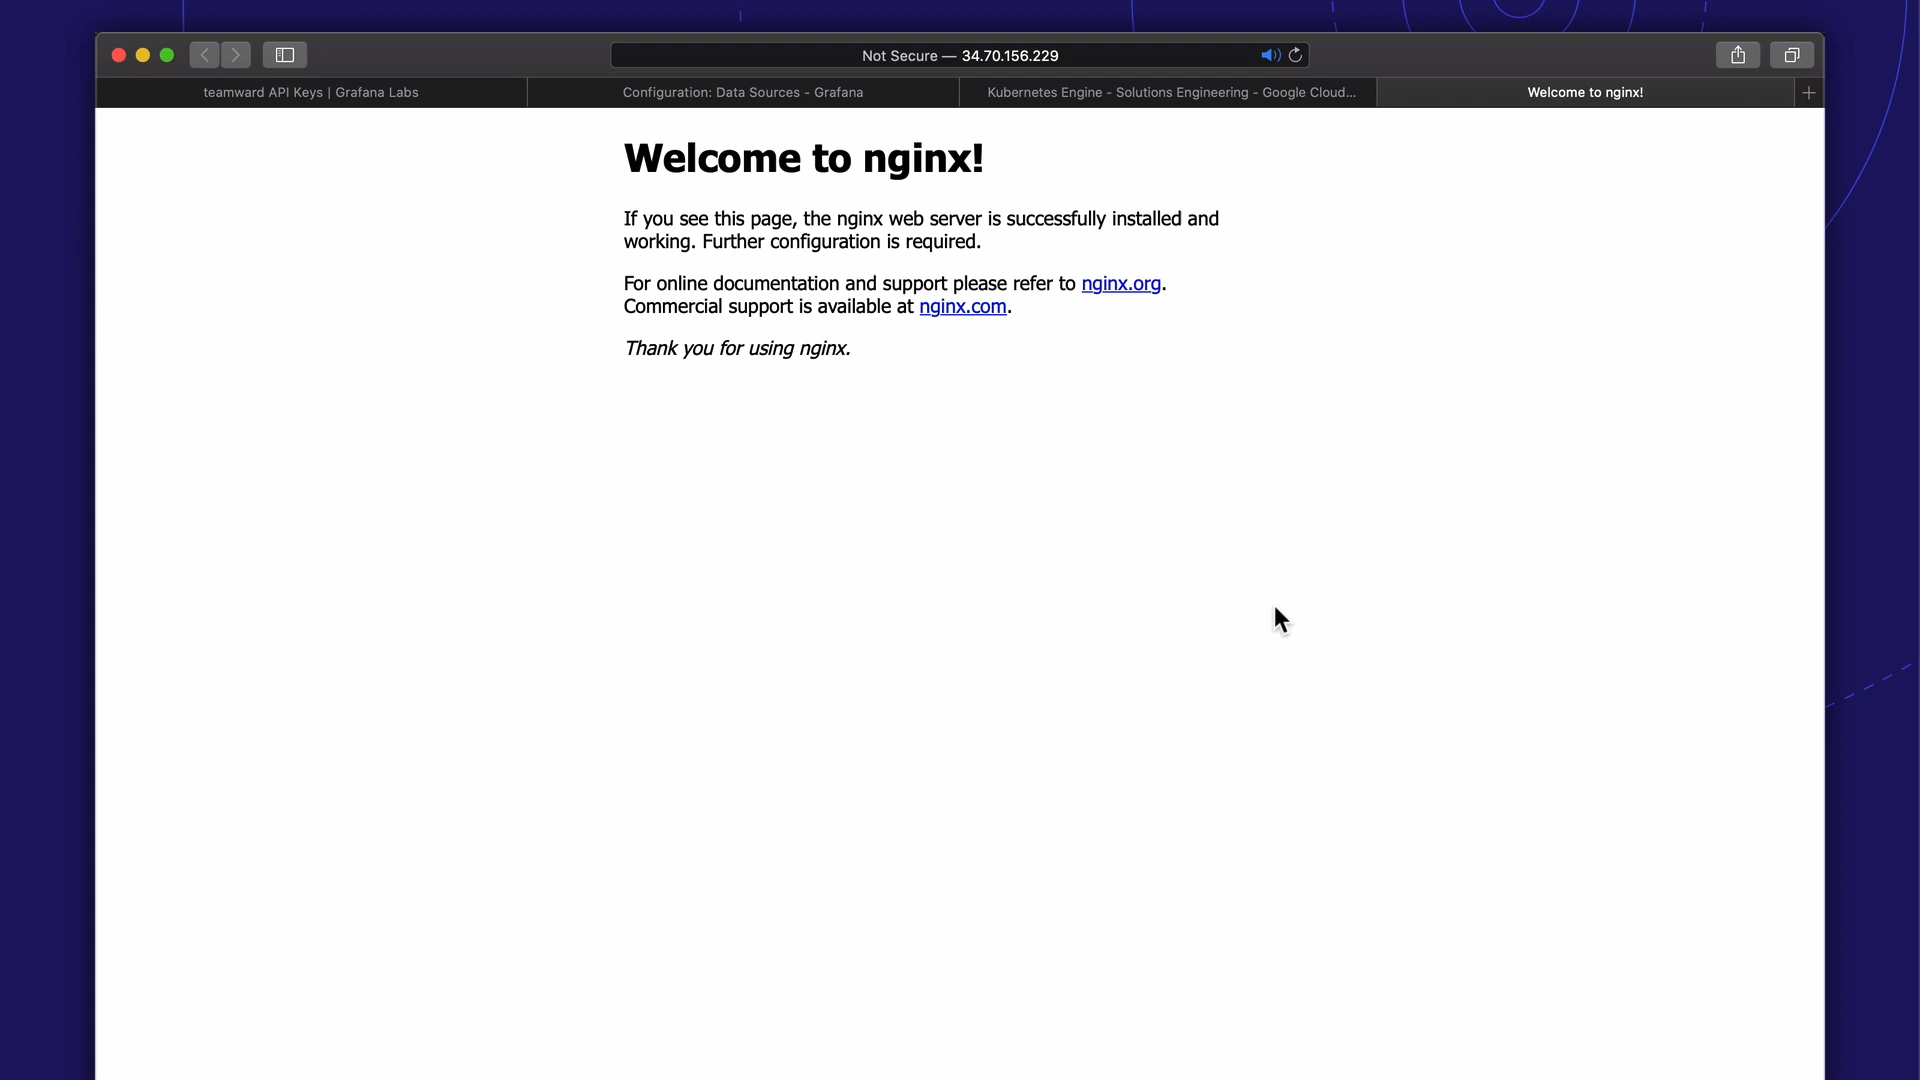 Not Secure — 34.70.156.229
teamward API Keys | Grafana Labs
Configuration: Data Sources - Grafana
Kubernetes Engine - Solutions Engineering - Google Cloud...
Welcome to nginx!
Welcome to nginx!
If you see this page, the nginx web server is successfully installed and
working. Further configuration is required.
For online documentation and support please refer to nginx.org.
Commercial support is available at nginx.com.
Thank you for using nginx.